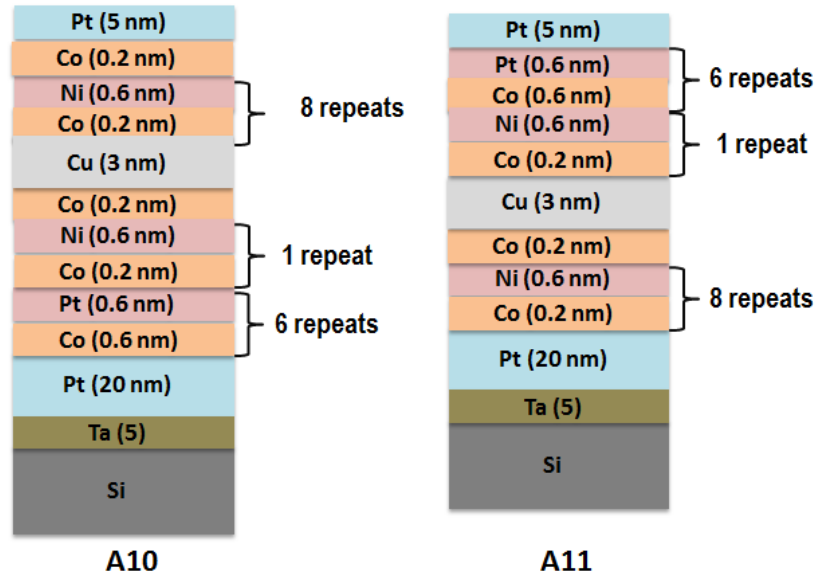 Pt (5 nm)
Co (0.2 nm)
Ni (0.6 nm)
Co (0.2 nm)
8 repeats
Cu (3 nm)
Co (0.2 nm)
Ni (0.6 nm)
Co (0.2 nm)
1 repeat
Pt (0.6 nm)
Co (0.6 nm)
6 repeats
Pt (20 nm)
Ta (5)
Si
A10
Pt (5 nm)
Pt (0.6 nm)
Co (0.6 nm)
6 repeats
Ni (0.6 nm)
Co (0.2 nm)
1 repeat
Cu (3 nm)
Co (0.2 nm)
Ni (0.6 nm)
Co (0.2 nm)
8 repeats
Pt (20 nm)
Ta (5)
Si
A11